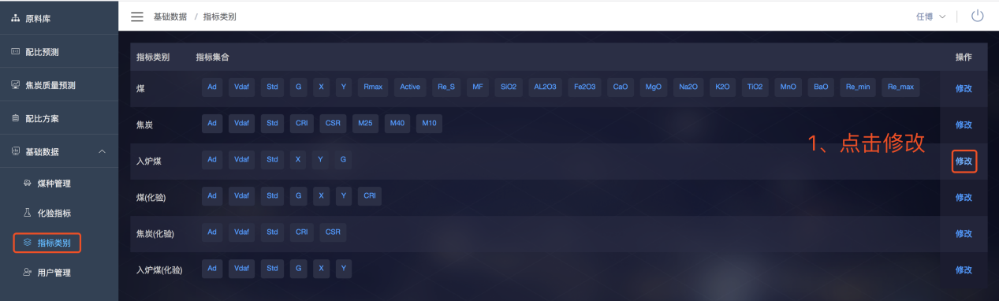 原料库
配比预测
焦炭质量预测
配比方案
基础数据
煤种管理
化验指标
指标类别
用户管理
基础数据 / 指标类别
任博
指标类别 指标集合 操作
煤 Ad Vdaf Std G X Y Rmax Active Re_S MF SiO2 AL2O3 Fe2O3 CaO MgO Na2O K2O TiO2 MnO BaO Re_min Re_max 修改
焦炭 Ad Vdaf Std CRI CSR M25 M40 M10 修改
1、点击修改
入炉煤 Ad Vdaf Std X Y G 修改
煤(化验) Ad Vdaf Std G X Y CRI 修改
焦炭(化验) Ad Vdaf Std CRI CSR 修改
入炉煤(化验) Ad Vdaf Std G X Y 修改